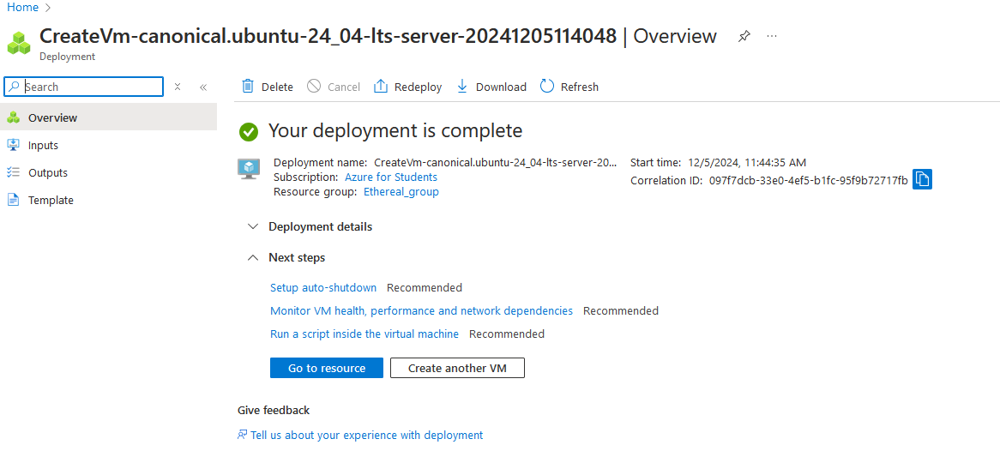 Home
CreateVm-canonical.ubuntu-24_04-lts-server-20241205114048 | Overview
Deployment
Search
Delete Cancel Redeploy Download Refresh
Overview
Inputs
Outputs
Template
Your deployment is complete
Deployment name: CreateVm-canonical.ubuntu-24_04-lts-server-20...
Subscription: Azure for Students
Resource group: Ethereal_group
Start time: 12/5/2024, 11:44:35 AM
Correlation ID: 097f7dcb-33e0-4ef5-b1fc-95f9b72717fb
Deployment details
Next steps
Setup auto-shutdown Recommended
Monitor VM health, performance and network dependencies Recommended
Run a script inside the virtual machine Recommended
Go to resource Create another VM
Give feedback
Tell us about your experience with deployment